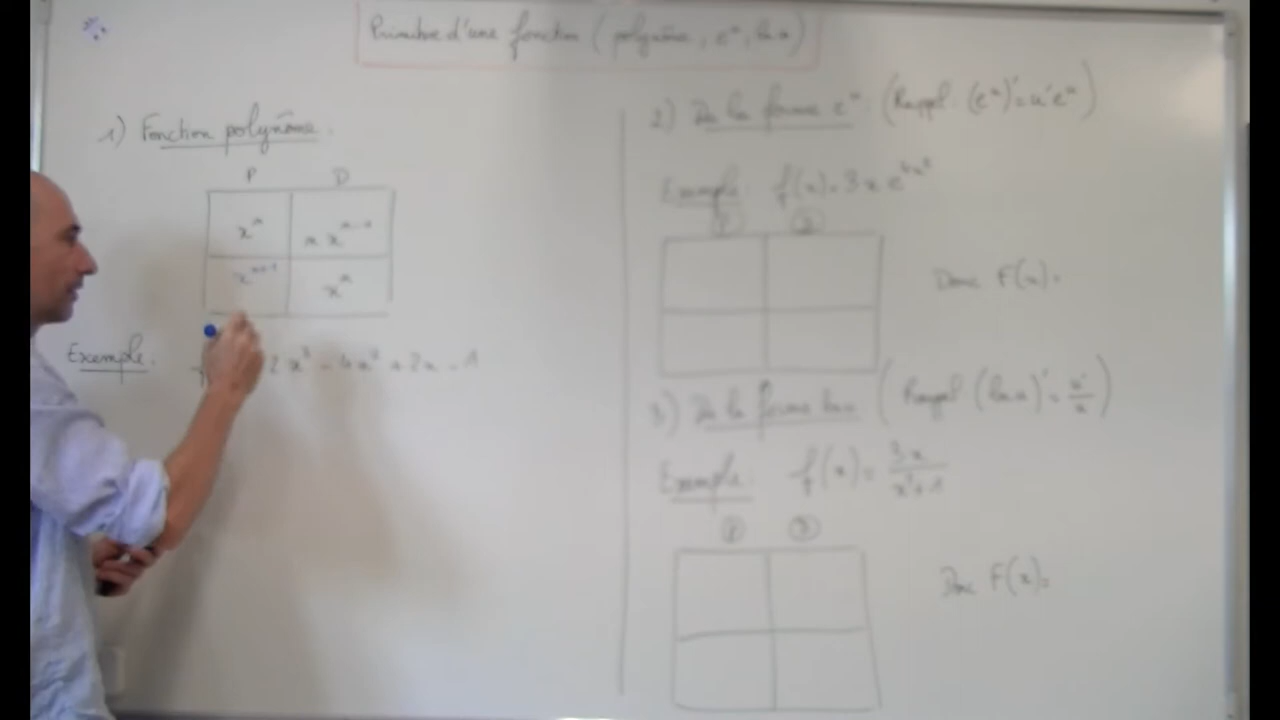 Primitive d'une fonction (polynôme, e^u, ln u)
1) Fonction polynôme.
P D
x^n n x^{n-1}
x^{n+1} x^n
Exemple: 2x³ - 4x² + 2x - 1
2) De la forme e^u (Rappel (e^u)' = u'e^u)
Exemple: f(x) = 3x e^{4x²}
① ②
Donc F(x) =
3) De la forme ln u (Rappel (ln u)' = u'/u)
Exemple: f(x) = 3x/(x²+1)
① ②
Donc F(x) =